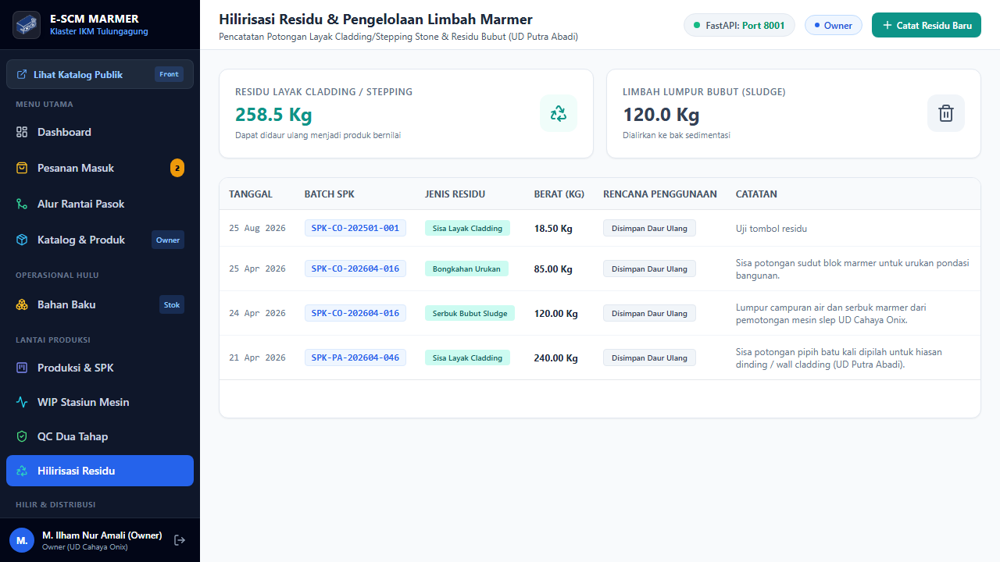 E-SCM MARMER
Klaster IKM Tulungagung
Lihat Katalog Publik
Front
MENU UTAMA
Dashboard
Pesanan Masuk
2
Alur Rantai Pasok
Katalog & Produk
Owner
OPERASIONAL HULU
Bahan Baku
Stok
LANTAI PRODUKSI
Produksi & SPK
WIP Stasiun Mesin
QC Dua Tahap
Hilirisasi Residu
HILIR & DISTRIBUSI
M.
M. Ilham Nur Amali (Owner)
Owner (UD Cahaya Onix)
Hilirisasi Residu & Pengelolaan Limbah Marmer
Pencatatan Potongan Layak Cladding/Stepping Stone & Residu Bubut (UD Putra Abadi)
FastAPI: Port 8001
Owner
Catat Residu Baru
RESIDU LAYAK CLADDING / STEPPING
258.5 Kg
Dapat didaur ulang menjadi produk bernilai
LIMBAH LUMPUR BUBUT (SLUDGE)
120.0 Kg
Dialirkan ke bak sedimentasi
TANGGAL BATCH SPK JENIS RESIDU BERAT (KG) RENCANA PENGGUNAAN CATATAN
25 Aug 2026 SPK-CO-202501-001 Sisa Layak Cladding 18.50 Kg Disimpan Daur Ulang Uji tombol residu
25 Apr 2026 SPK-CO-202604-016 Bongkahan Urukan 85.00 Kg Disimpan Daur Ulang Sisa potongan sudut blok marmer untuk urukan pondasi
bangunan.
24 Apr 2026 SPK-CO-202604-016 Serbuk Bubut Sludge 120.00 Kg Disimpan Daur Ulang Lumpur campuran air dan serbuk marmer dari
pemotongan mesin slep UD Cahaya Onix.
21 Apr 2026 SPK-PA-202604-046 Sisa Layak Cladding 240.00 Kg Disimpan Daur Ulang Sisa potongan pipih batu kali dipilah untuk hiasan
dinding / wall cladding (UD Putra Abadi).